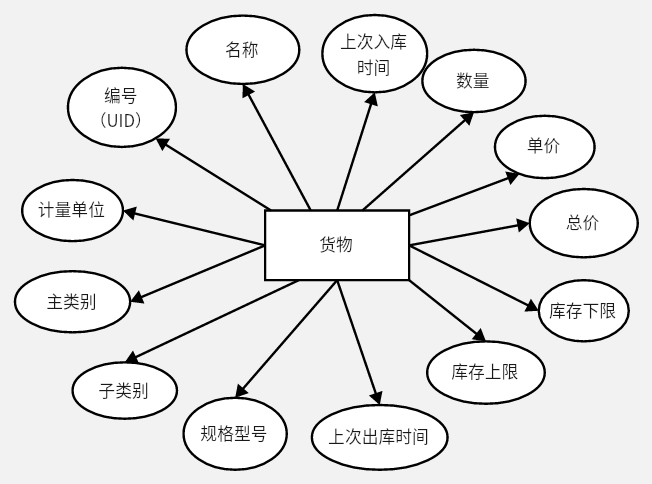 名称
上次入库
时间
数量
编号
（UID）
单价
计量单位
货物
总价
主类别
库存下限
子类别
库存上限
规格型号
上次出库时间